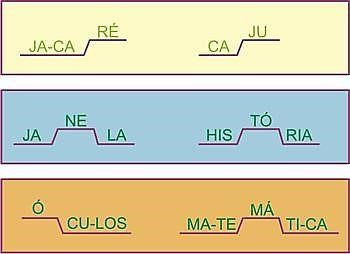 JA-CA RÉ
CA JU
JA NE LA
HIS TÓ RIA
Ó CU-LOS
MA-TE MÁ TI-CA